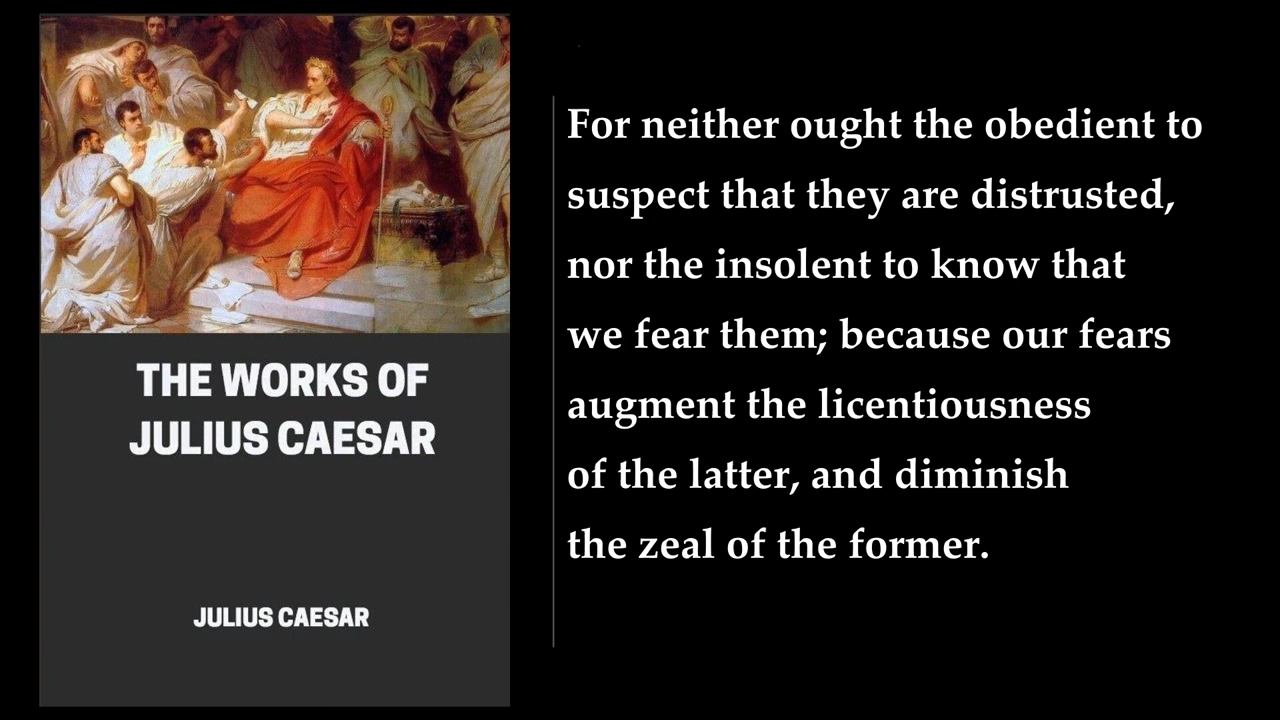 THE WORKS OF
JULIUS CAESAR
JULIUS CAESAR
For neither ought the obedient to
suspect that they are distrusted,
nor the insolent to know that
we fear them; because our fears
augment the licentiousness
of the latter, and diminish
the zeal of the former.